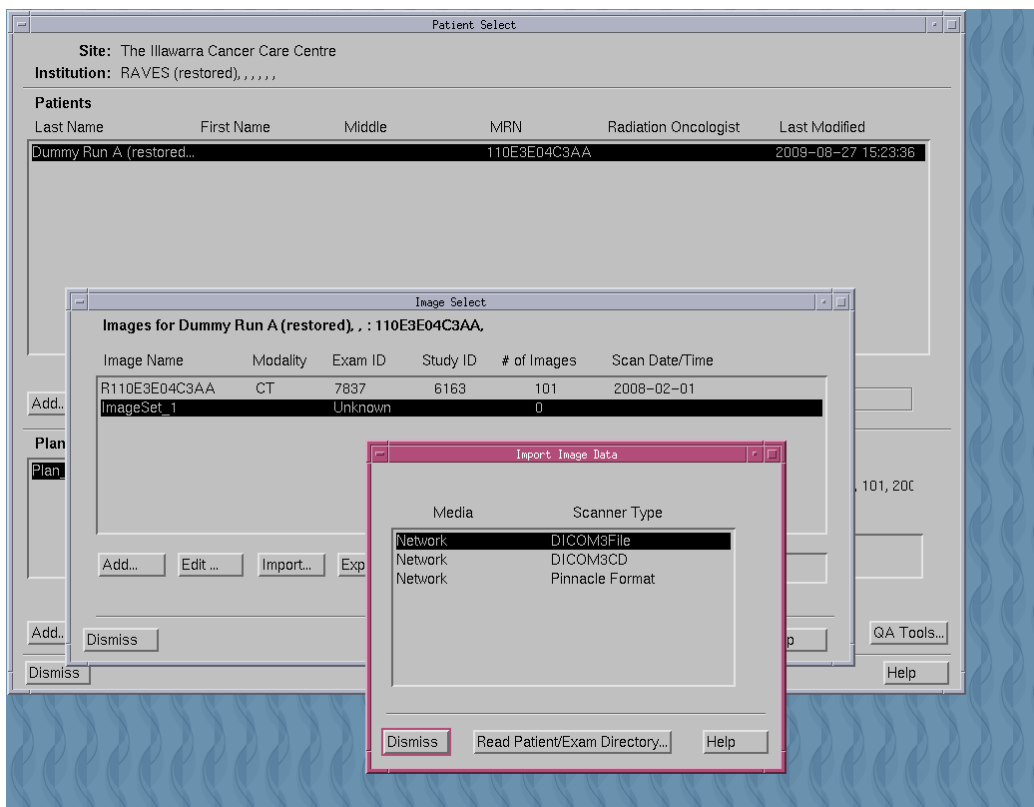 Patient Select
Site: The Illawarra Cancer Care Centre
Institution: RAVES (restored), , , , , ,
Patients
Last Name First Name Middle MRN Radiation Oncologist Last Modified
Dummy Run A (restored... 110E3E04C3AA 2009-08-27 15:23:36
Image Select
Images for Dummy Run A (restored), , : 110E3E04C3AA,
Image Name Modality Exam ID Study ID # of Images Scan Date/Time
R110E3E04C3AA CT 7837 6163 101 2008-02-01
Add..
ImageSet_1 Unknown 0
Plan
Import Image Data
Plan_
, 101, 200
Media Scanner Type
Network DICOM3File
Network DICOM3CD
Network Pinnacle Format
Add... Edit ... Import... Exp
Add.. Dismiss p QA Tools...
Dismiss Help
Dismiss Read Patient/Exam Directory... Help